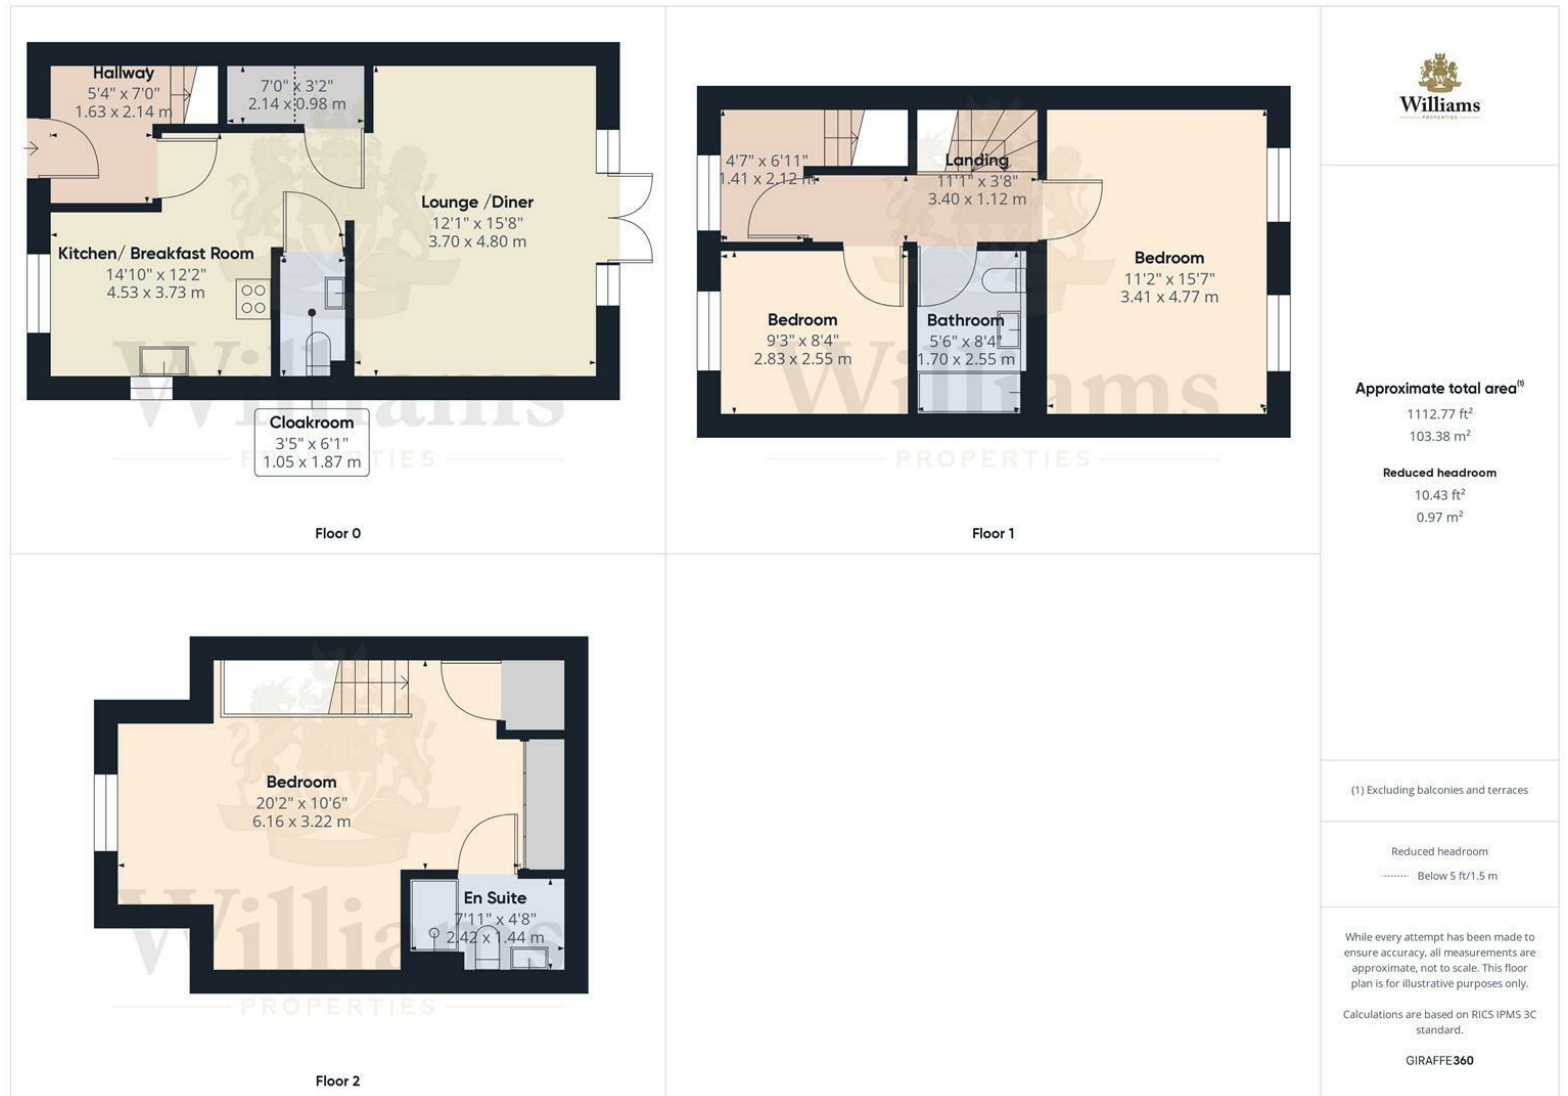 Hallway
5'4" x 7'0"
1.63 x 2.14 m
7'0" x 3'2"
2.14 x 0.98 m
Lounge /Diner
12'1" x 15'8"
3.70 x 4.80 m
Kitchen/ Breakfast Room
14'10" x 12'2"
4.53 x 3.73 m
Cloakroom
3'5" x 6'1"
1.05 x 1.87 m
Williams
PROPERTIES
Floor 0
4'7" x 6'11"
1.41 x 2.12 m
Landing
11'1" x 3'8"
3.40 x 1.12 m
Bedroom
11'2" x 15'7"
3.41 x 4.77 m
Bedroom
9'3" x 8'4"
2.83 x 2.55 m
Bathroom
5'6" x 8'4"
1.70 x 2.55 m
Williams
PROPERTIES
Floor 1
Bedroom
20'2" x 10'6"
6.16 x 3.22 m
En Suite
7'11" x 4'8"
2.42 x 1.44 m
Williams
PROPERTIES
Floor 2
Williams
PROPERTIES
Approximate total area⁽¹⁾
1112.77 ft²
103.38 m²
Reduced headroom
10.43 ft²
0.97 m²
(1) Excluding balconies and terraces
Reduced headroom
Below 5 ft/1.5 m
While every attempt has been made to
ensure accuracy, all measurements are
approximate, not to scale. This floor
plan is for illustrative purposes only.
Calculations are based on RICS IPMS 3C
standard.
GIRAFFE360